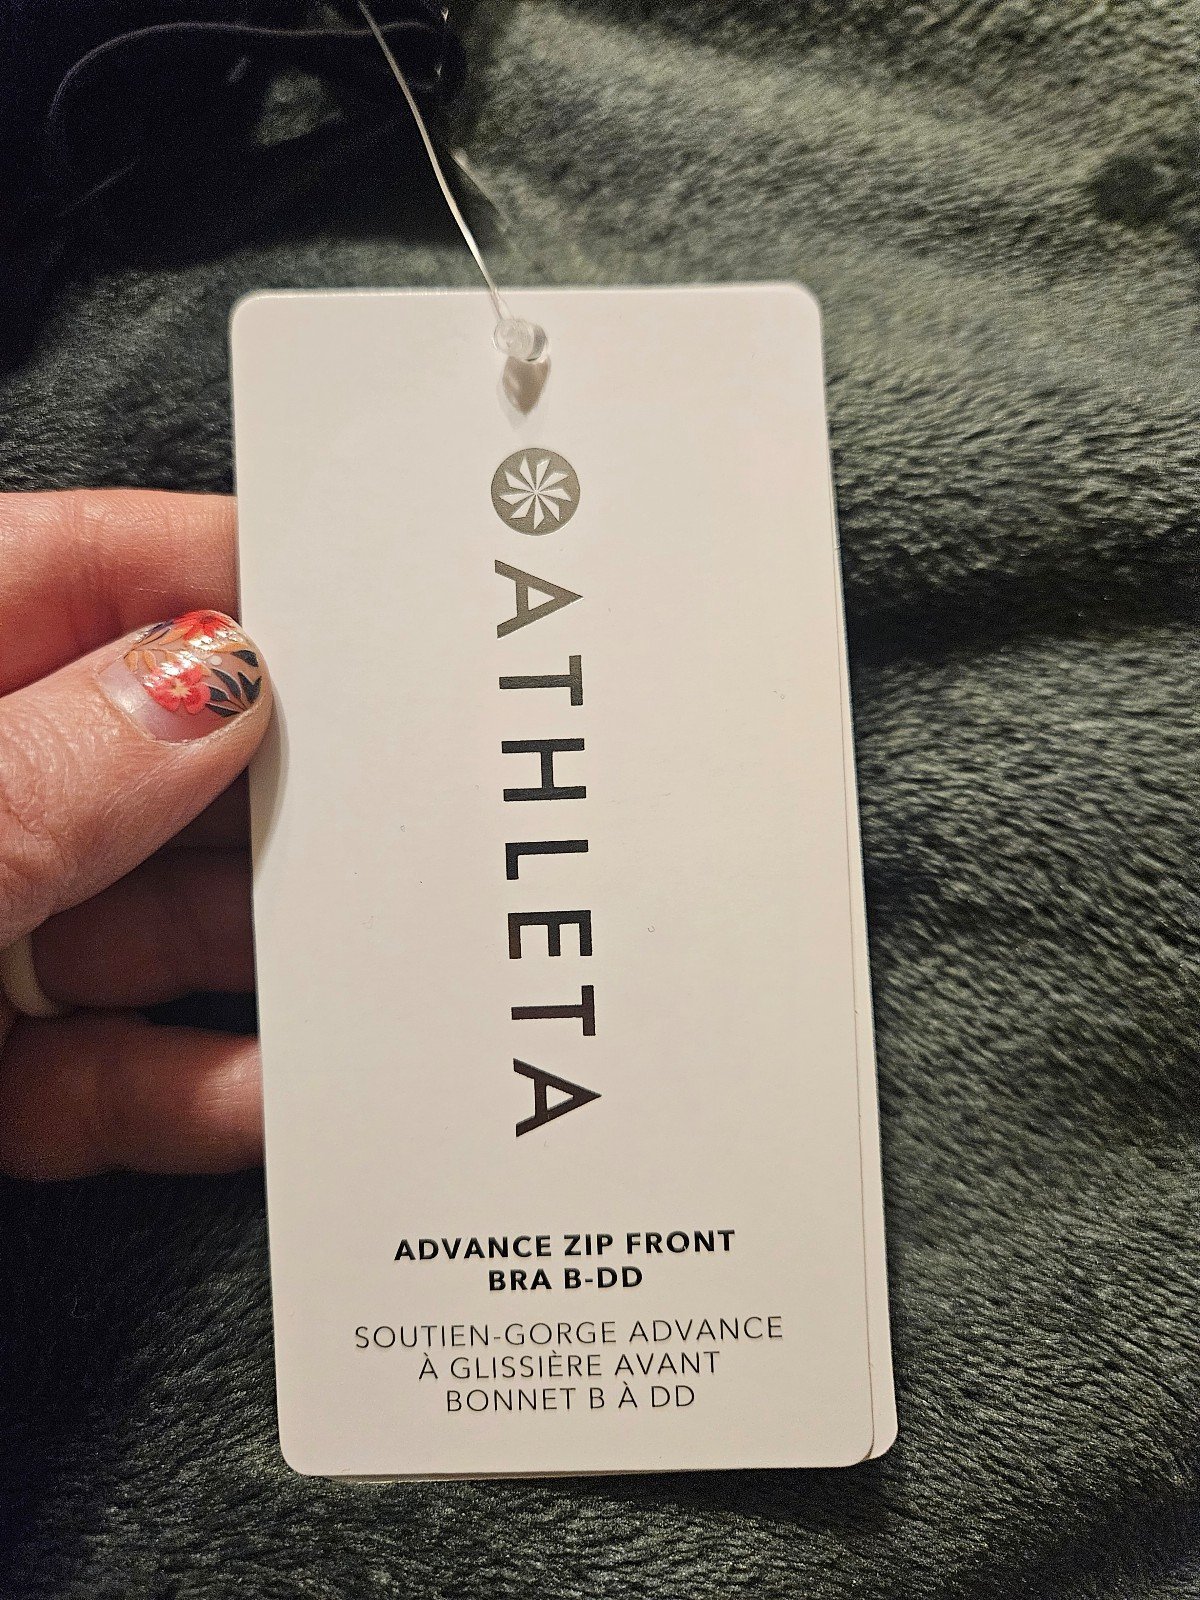 ATHLETA
ADVANCE ZIP FRONT
BRA B-DD
SOUTIEN-GORGE ADVANCE
À GLISSIÈRE AVANT
BONNET B À DD